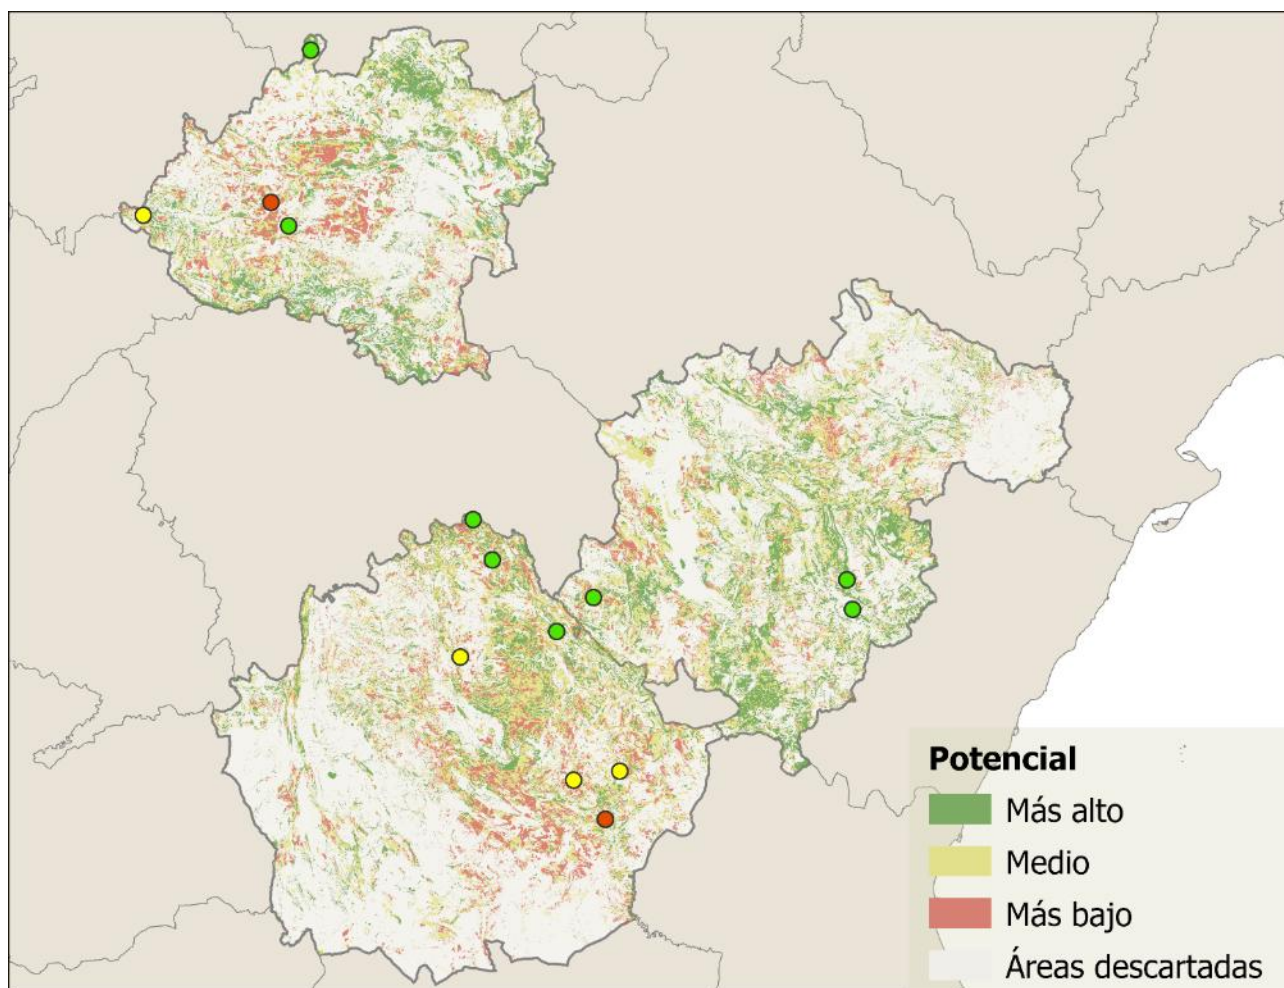 Potencial
Más alto
Medio
Más bajo
Áreas descartadas